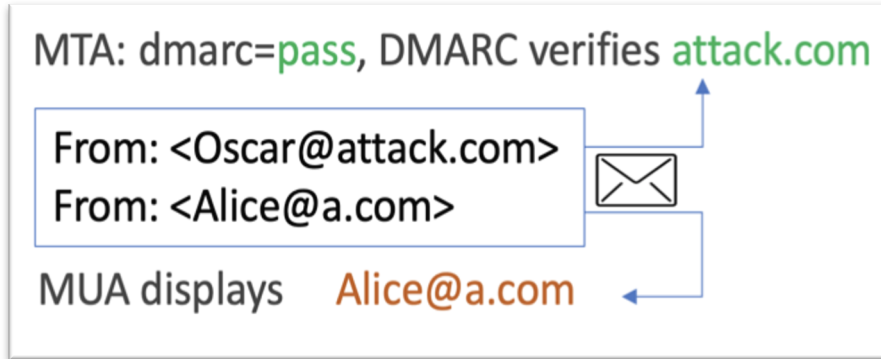 MTA: dmarc=pass, DMARC verifies attack.com
From: <Oscar@attack.com>
From: <Alice@a.com>
MUA displays Alice@a.com